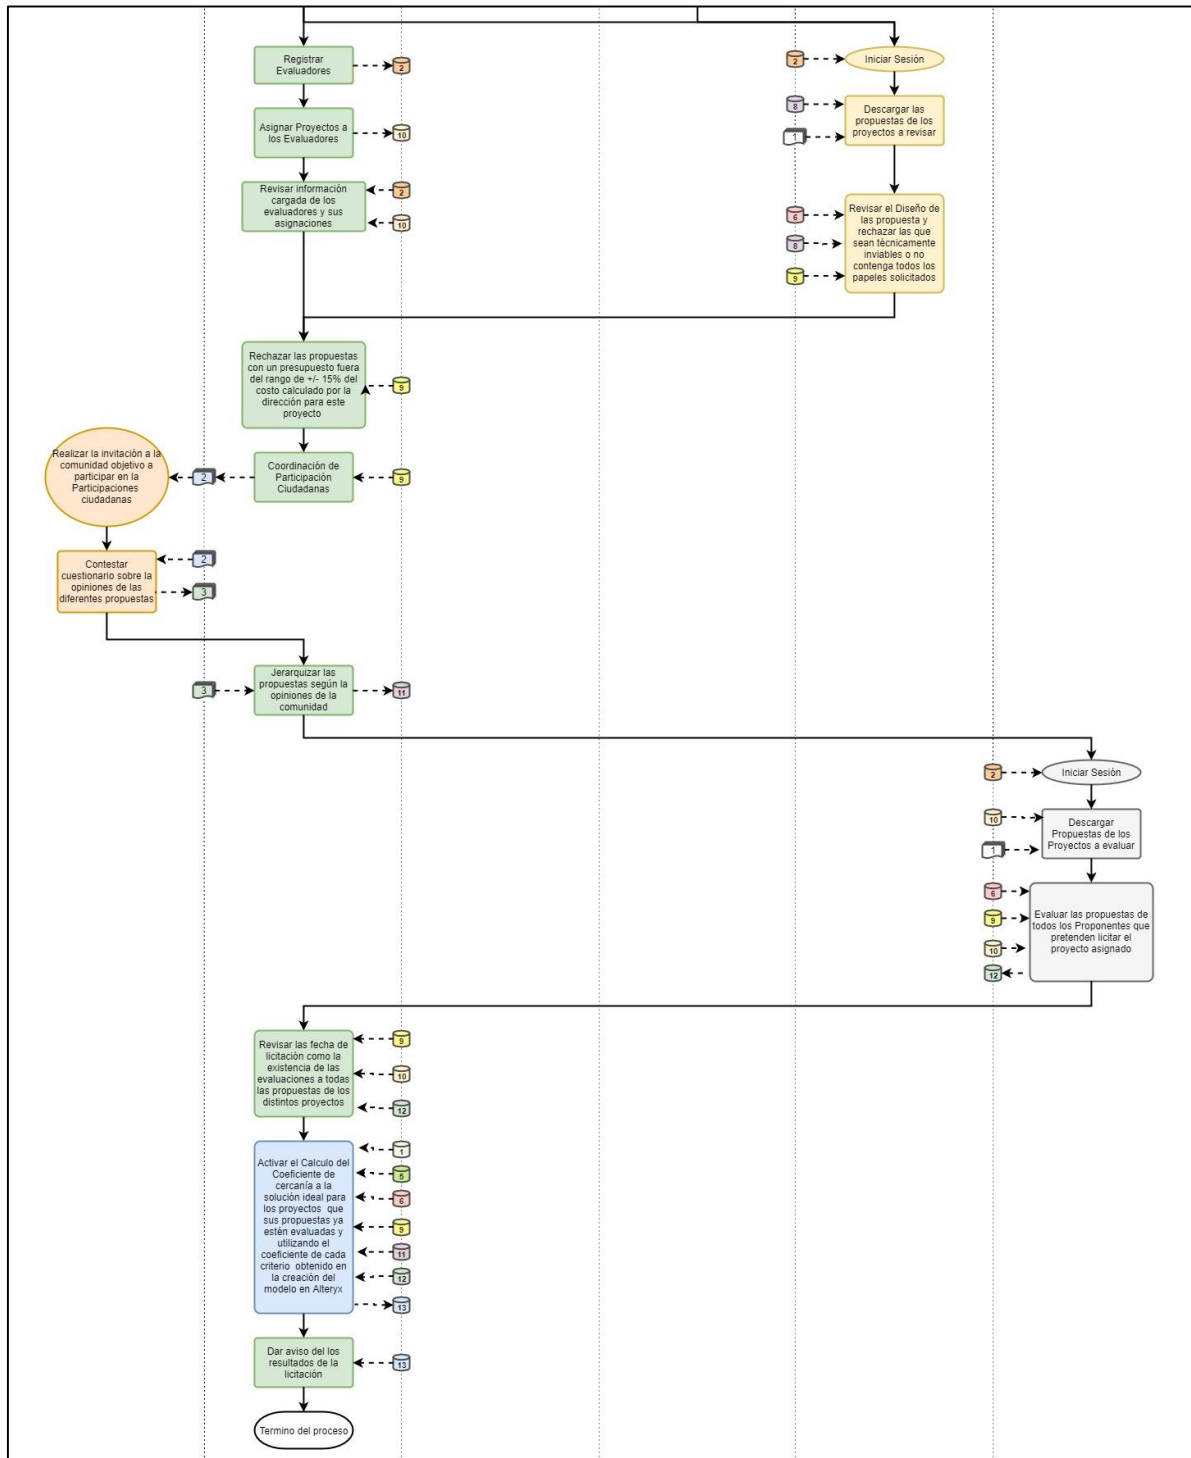 Registrar
Evaluadores
2
2
Iniciar Sesión
Asignar Proyectos a
los Evaluadores
10
8
1
Descargar las
propuestas de los
proyectos a revisar
Revisar información
cargada de los
evaluadores y sus
asignaciones
2
10
6
8
9
Revisar el Diseño de
las propuesta y
rechazar las que
sean técnicamente
inviables o no
contenga todos los
papeles solicitados
Rechazar las propuestas
con un presupuesto fuera
del rango de +/- 15% del
costo calculado por la
dirección para este
proyecto
9
Realizar la invitación a la
comunidad objetivo a
participar en la
Participaciones
ciudadanas
2
Coordinación de
Participación
Ciudadanas
9
Contestar
cuestionario sobre la
opiniones de las
diferentes propuestas
2
3
3
Jerarquizar las
propuestas según la
opiniones de la
comunidad
11
2
Iniciar Sesión
10
1
Descargar
Propuestas de los
Proyectos a evaluar
6
9
10
12
Evaluar las propuestas de
todos los Proponentes que
pretenden licitar el
proyecto asignado
Revisar las fecha de
licitación como la
existencia de las
evaluaciones a todas
las propuestas de los
distintos proyectos
9
10
12
Activar el Calculo del
Coeficiente de
cercanía a la
solución ideal para
los proyectos que
sus propuestas ya
estén evaluadas y
utilizando el
coeficiente de cada
criterio obtenido en
la creación del
modelo en Alteryx
1
5
6
9
11
12
13
Dar aviso del los
resultados de la
licitación
13
Termino del proceso